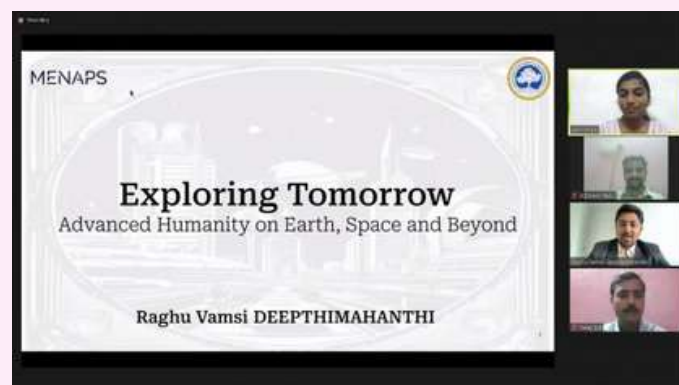 MENAPS
Exploring Tomorrow
Advanced Humanity on Earth, Space and Beyond
Raghu Vamsi DEEPTHIMAHANTHI